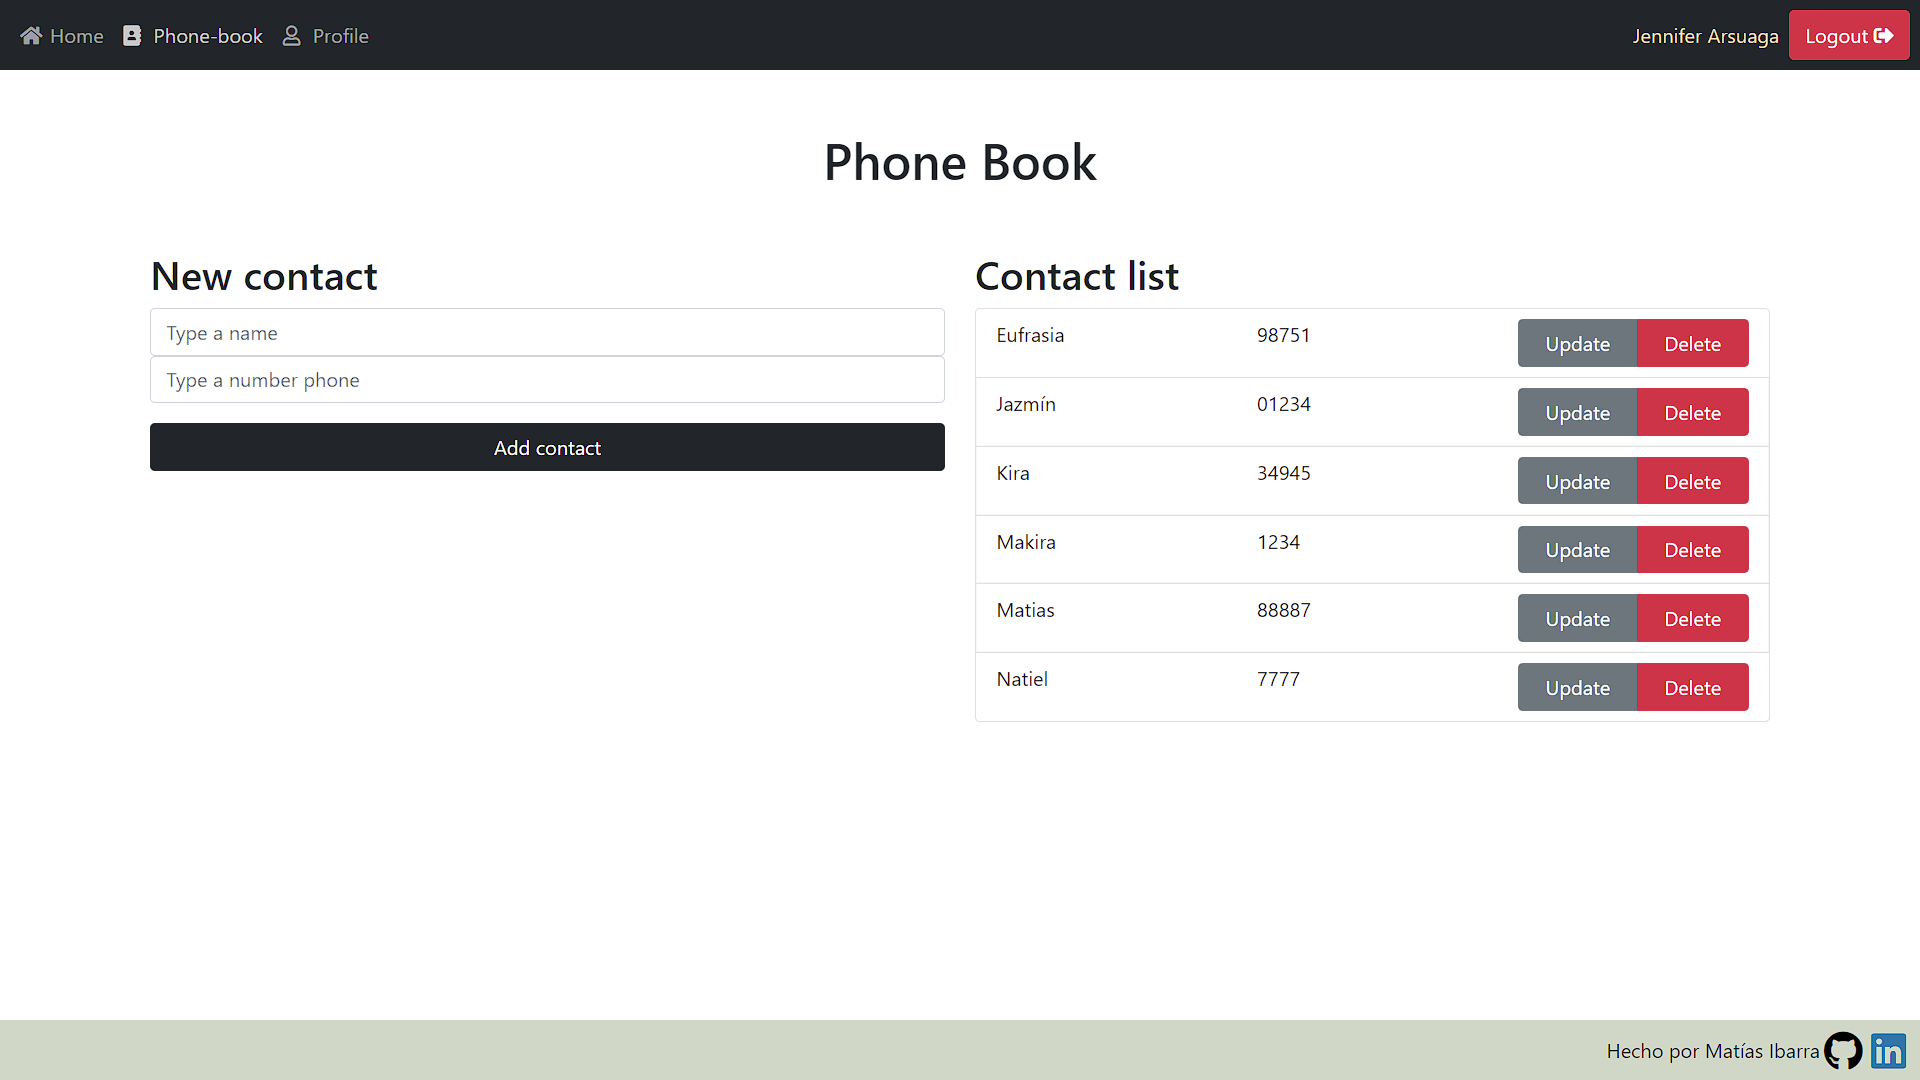 Home Phone-book Profile Jennifer Arsuaga Logout
Phone Book
New contact
Type a name
Type a number phone
Add contact
Contact list
Eufrasia 98751 Update Delete
Jazmín 01234 Update Delete
Kira 34945 Update Delete
Makira 1234 Update Delete
Matias 88887 Update Delete
Natiel 7777 Update Delete
Hecho por Matías Ibarra in